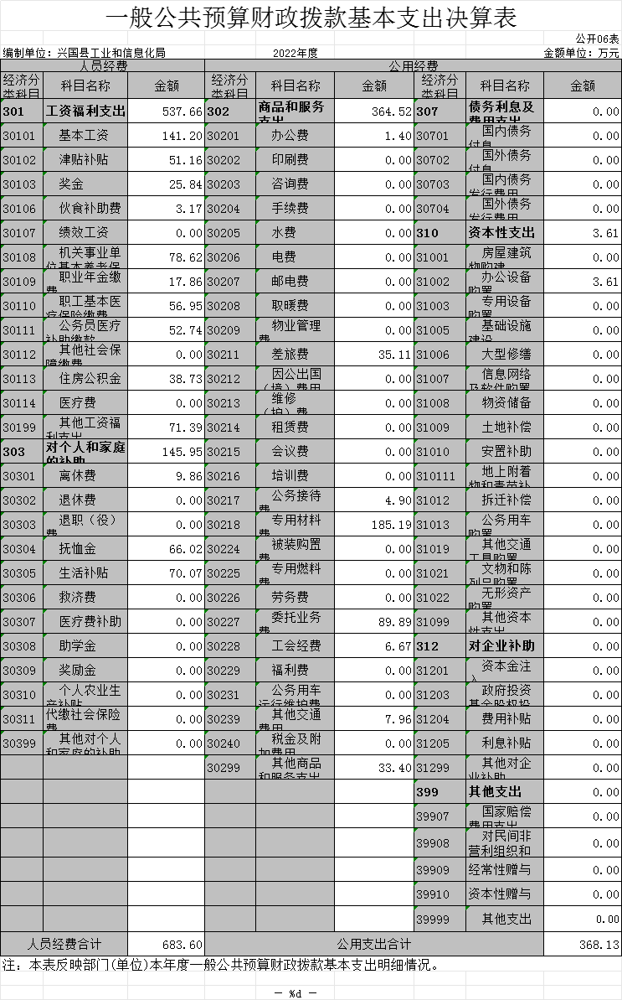 一般公共预算财政拨款基本支出决算表
公开06表
编制单位：兴国县工业和信息化局 2022年度 金额单位：万元
人员经费 公用经费
经济分类科目 科目名称 金额 经济分类科目 科目名称 金额 经济分类科目 科目名称 金额
301 工资福利支出 537.66 302 商品和服务支出 364.52 307 债务利息及费用支出 0.00
30101 基本工资 141.20 30201 办公费 1.40 30701 国内债务付息 0.00
30102 津贴补贴 51.16 30202 印刷费 0.00 30702 国外债务付息 0.00
30103 奖金 25.84 30203 咨询费 0.00 30703 国内债务发行费用 0.00
30106 伙食补助费 3.17 30204 手续费 0.00 30704 国外债务发行费用 0.00
30107 绩效工资 0.00 30205 水费 0.00 310 资本性支出 3.61
30108 机关事业单位基本养老保 78.62 30206 电费 0.00 31001 房屋建筑物购建 0.00
30109 职业年金缴费 17.86 30207 邮电费 0.00 31002 办公设备购置 3.61
30110 职工基本医疗保险缴费 56.95 30208 取暖费 0.00 31003 专用设备购置 0.00
30111 公务员医疗补助缴款 52.74 30209 物业管理费 0.00 31005 基础设施建设 0.00
30112 其他社会保障缴费 0.00 30211 差旅费 35.11 31006 大型修缮 0.00
30113 住房公积金 38.73 30212 因公出国（境）费用 0.00 31007 信息网络及软件购置 0.00
30114 医疗费 0.00 30213 维修（护）费 0.00 31008 物资储备 0.00
30199 其他工资福利支出 71.39 30214 租赁费 0.00 31009 土地补偿 0.00
303 对个人和家庭的补助 145.95 30215 会议费 0.00 31010 安置补助 0.00
30301 离休费 9.86 30216 培训费 0.00 310111 地上附着物和青苗补 0.00
30302 退休费 0.00 30217 公务接待费 4.90 31012 拆迁补偿 0.00
30303 退职（役）费 0.00 30218 专用材料费 185.19 31013 公务用车购置 0.00
30304 抚恤金 66.02 30224 被装购置费 0.00 31019 其他交通工具购置 0.00
30305 生活补贴 70.07 30225 专用燃料费 0.00 31021 文物和陈列品购置 0.00
30306 救济费 0.00 30226 劳务费 0.00 31022 无形资产购置 0.00
30307 医疗费补助 0.00 30227 委托业务费 89.89 31099 其他资本性支出 0.00
30308 助学金 0.00 30228 工会经费 6.67 312 对企业补助 0.00
30309 奖励金 0.00 30229 福利费 0.00 31201 资本金注入 0.00
30310 个人农业生产补贴 0.00 30231 公务用车运行维护费 0.00 31203 政府投资基金股权投 0.00
30311 代缴社会保险费 0.00 30239 其他交通费用 7.96 31204 费用补贴 0.00
30399 其他对个人和家庭的补助 0.00 30240 税金及附加费用 0.00 31205 利息补贴 0.00
30299 其他商品和服务支出 33.40 31299 其他对企业补助 0.00
399 其他支出 0.00
39907 国家赔偿费用支出 0.00
39908 对民间非营利组织和 0.00
39909 经常性赠与 0.00
39910 资本性赠与 0.00
39999 其他支出 0.00
人员经费合计 683.60 公用支出合计 368.13
注：本表反映部门(单位)本年度一般公共预算财政拨款基本支出明细情况。
— %d —